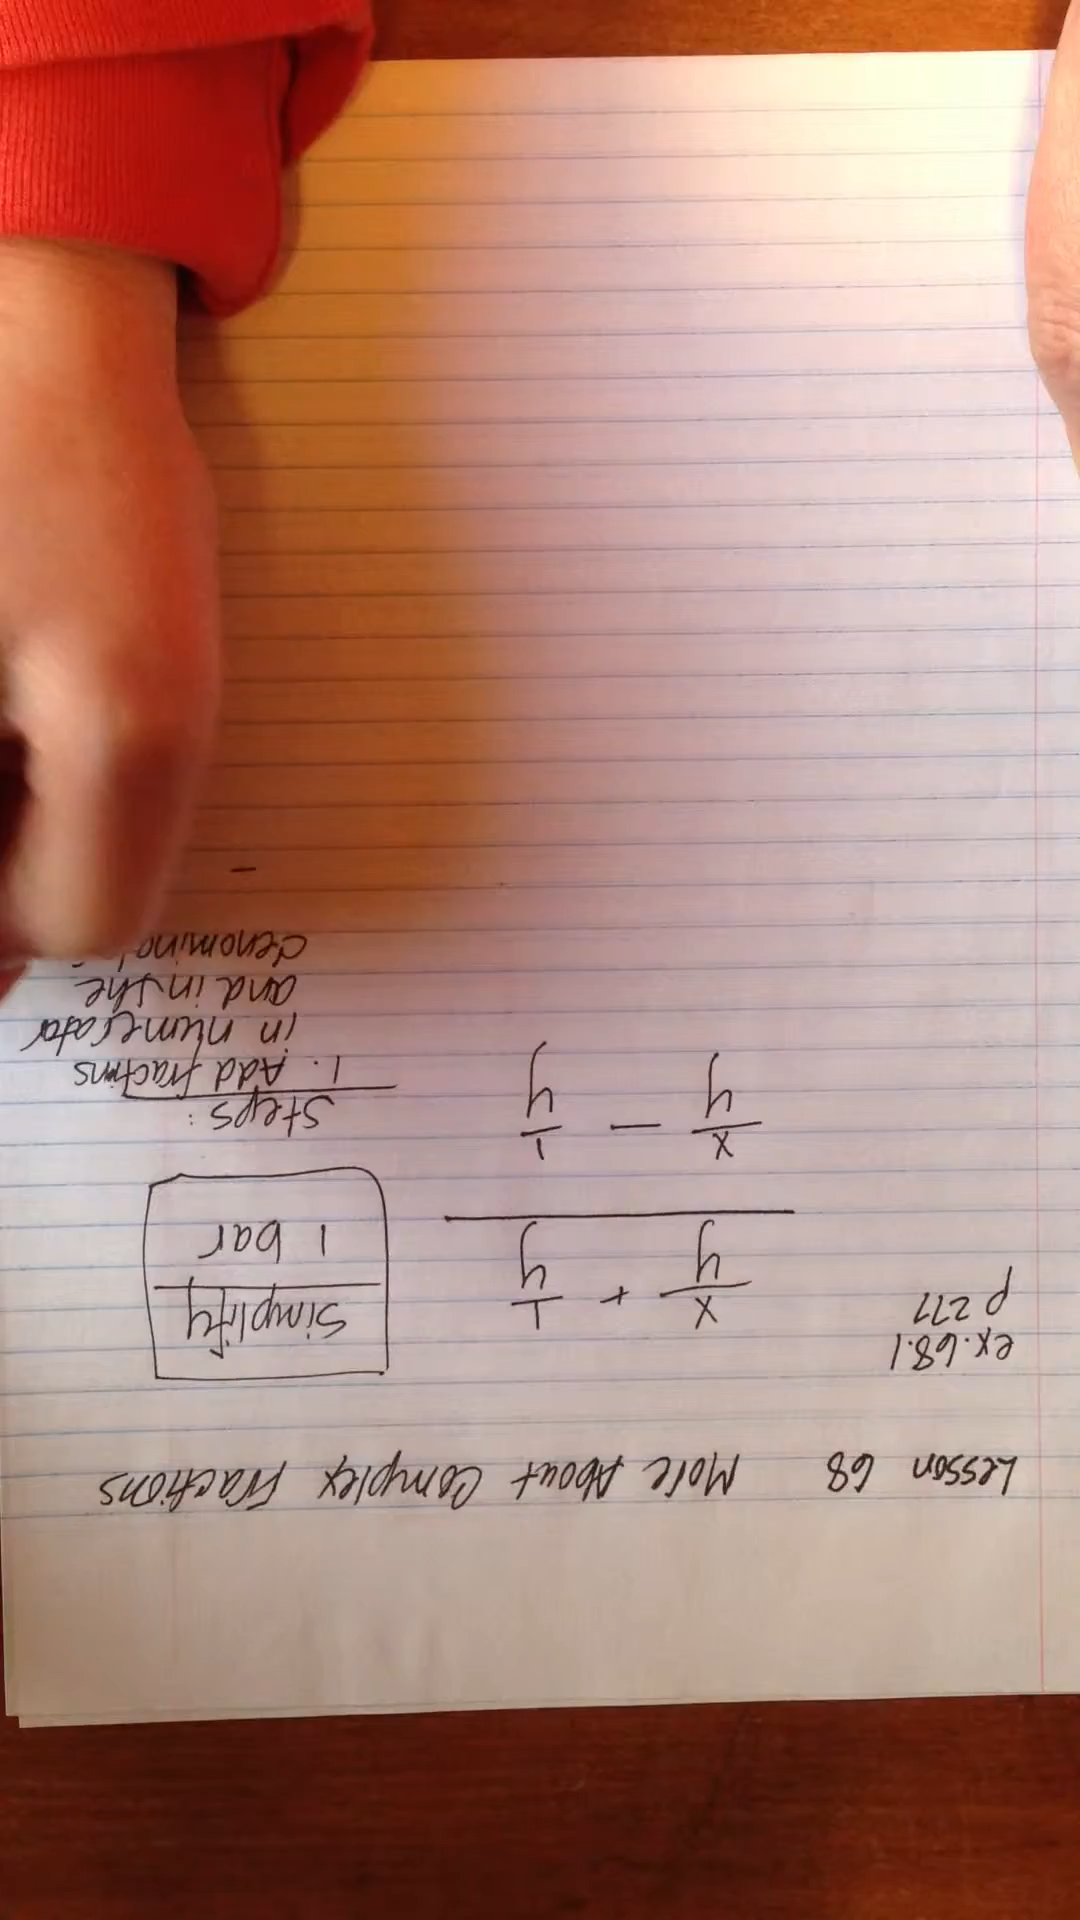 Lesson 68 More About Complex Fractions
ex. 68.1
p 277
x/y + 1/y
x/y - 1/y
Simplify
1 bar
Steps:
1. Add fractions
in numerator
and in the
-